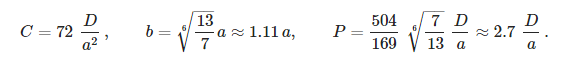 C = 72 D/a², b = ⁶√(13/7) a ≈ 1.11 a, P = 504/169 ⁶√(7/13) D/a ≈ 2.7 D/a .